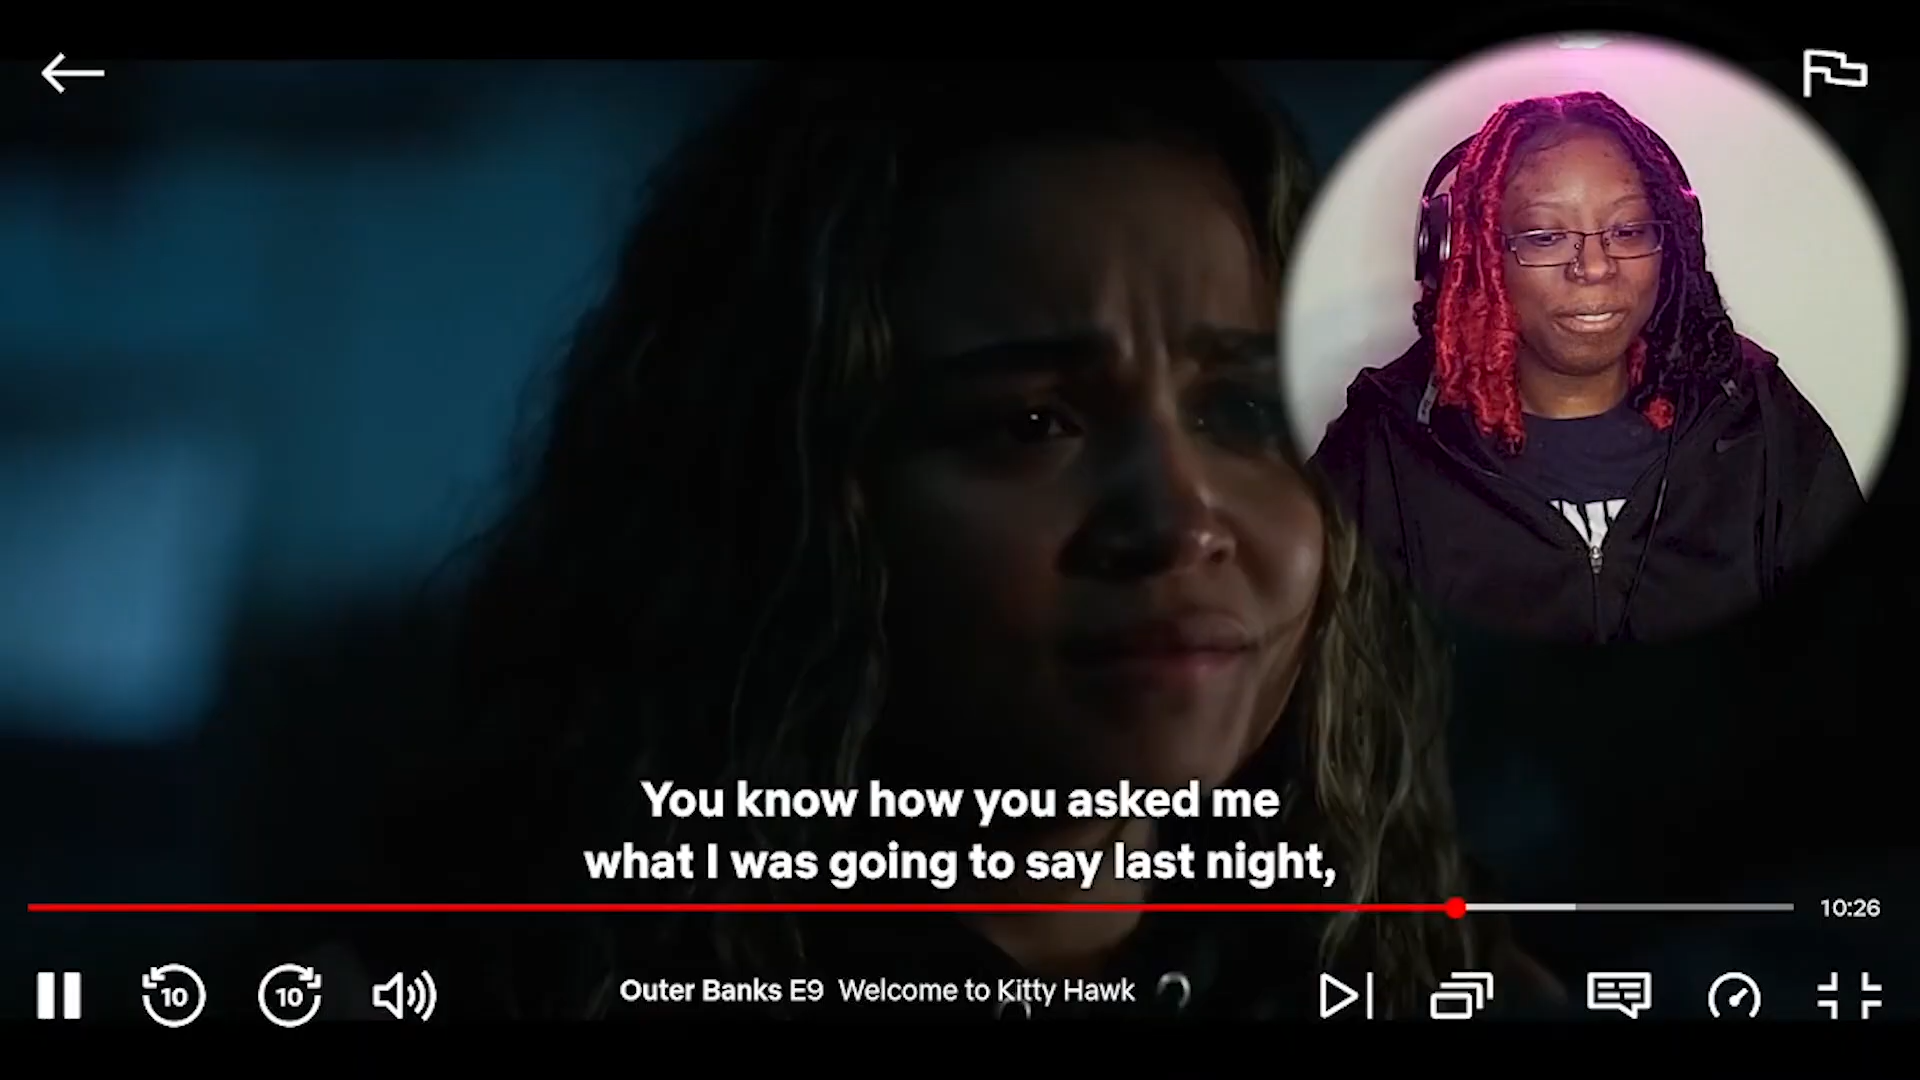 You know how you asked me
what I was going to say last night,
10:26
10
10
Outer Banks E9 Welcome to Kitty Hawk